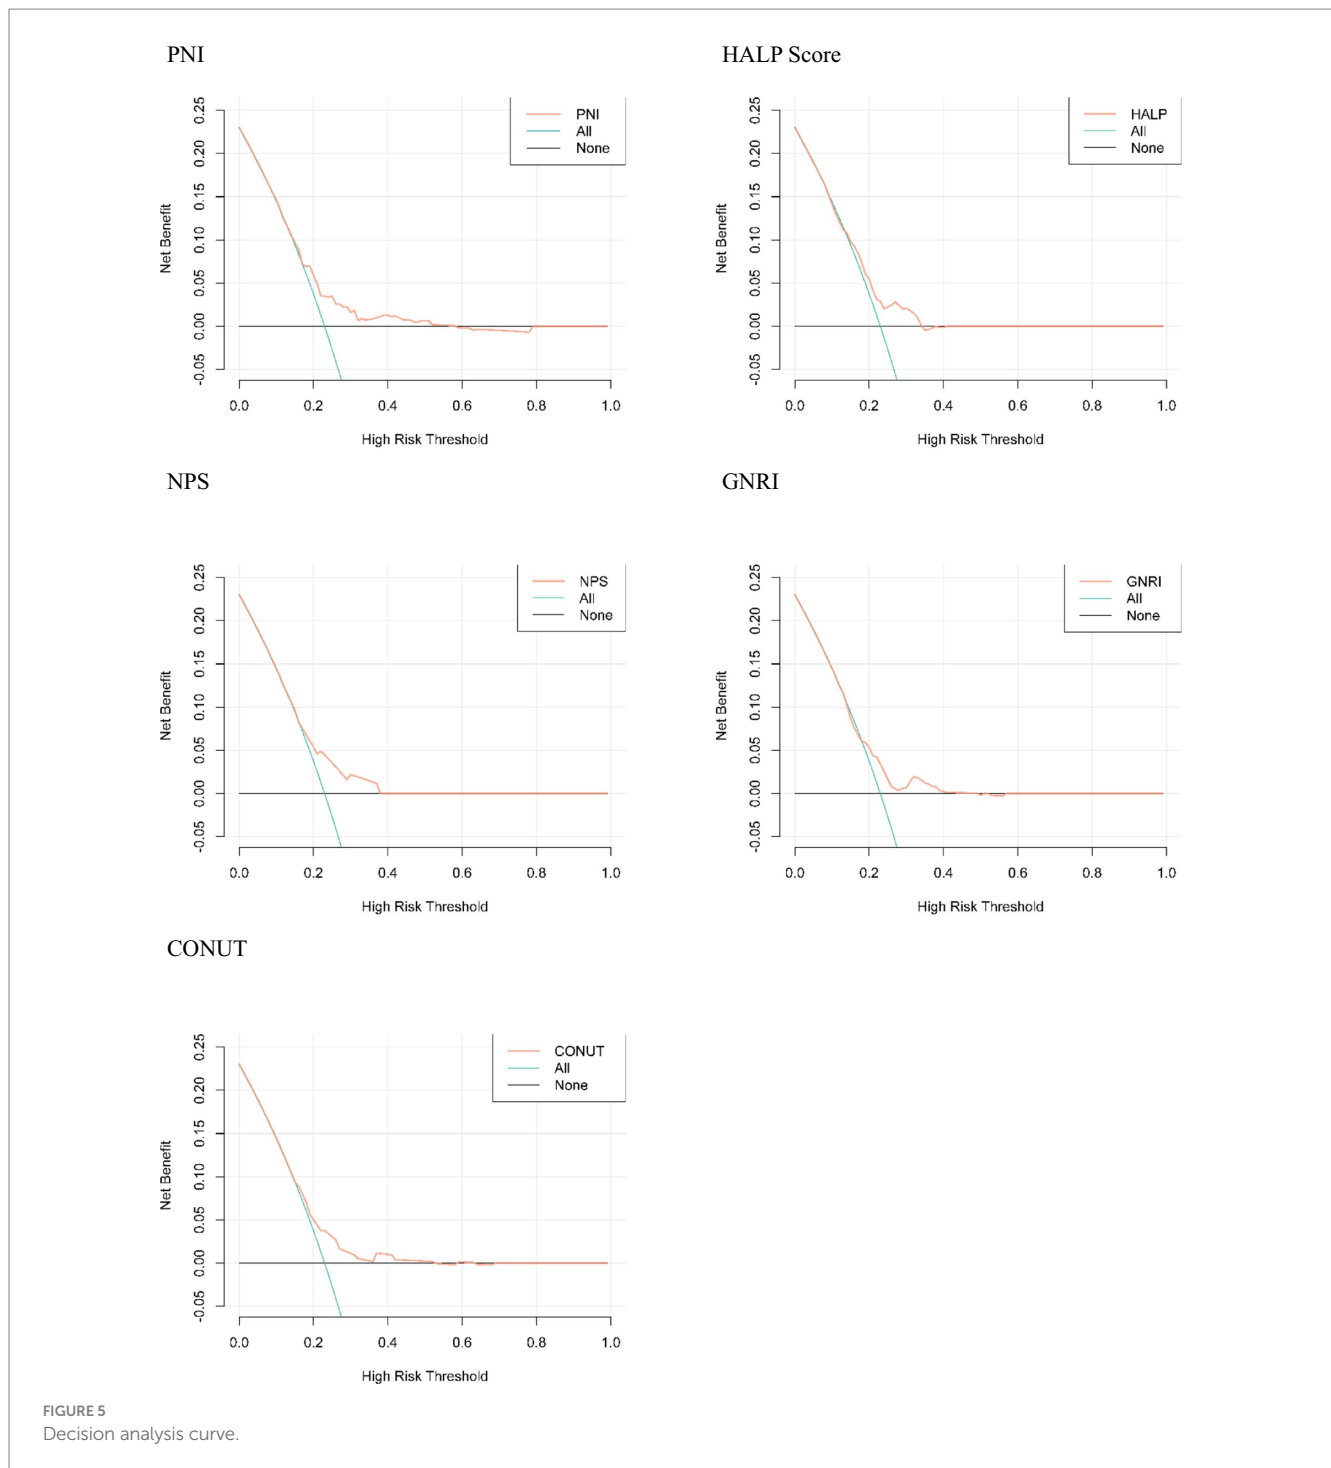 PNI
HALP Score
PNI
All
None
HALP
All
None
Net Benefit
-0.05 0.00 0.05 0.10 0.15 0.20 0.25
0.0 0.2 0.4 0.6 0.8 1.0
High Risk Threshold
Net Benefit
-0.05 0.00 0.05 0.10 0.15 0.20 0.25
0.0 0.2 0.4 0.6 0.8 1.0
High Risk Threshold
NPS
GNRI
NPS
All
None
GNRI
All
None
Net Benefit
-0.05 0.00 0.05 0.10 0.15 0.20 0.25
0.0 0.2 0.4 0.6 0.8 1.0
High Risk Threshold
Net Benefit
-0.05 0.00 0.05 0.10 0.15 0.20 0.25
0.0 0.2 0.4 0.6 0.8 1.0
High Risk Threshold
CONUT
CONUT
All
None
Net Benefit
-0.05 0.00 0.05 0.10 0.15 0.20 0.25
0.0 0.2 0.4 0.6 0.8 1.0
High Risk Threshold
FIGURE 5
Decision analysis curve.